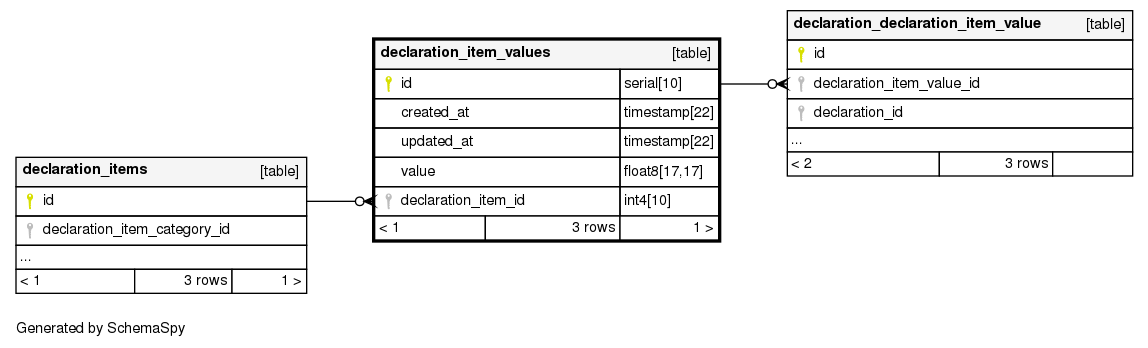 declaration_declaration_item_value [table]
id
declaration_item_value_id
declaration_id
...
< 2 3 rows
declaration_item_values [table]
id serial[10]
created_at timestamp[22]
updated_at timestamp[22]
value float8[17,17]
declaration_item_id int4[10]
< 1 3 rows 1 >
declaration_items [table]
id
declaration_item_category_id
...
< 1 3 rows 1 >
Generated by SchemaSpy